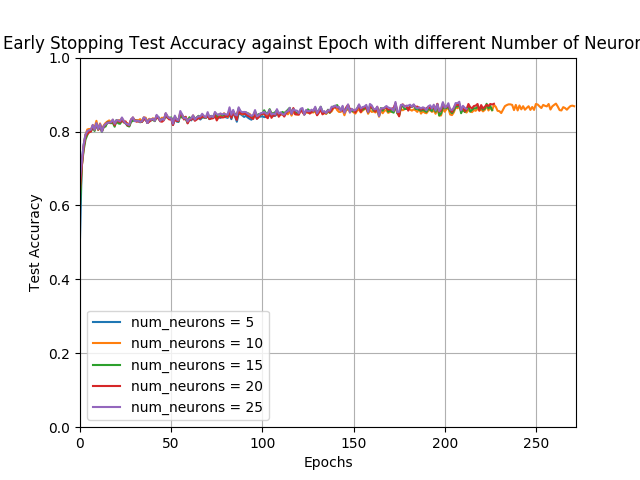 Early Stopping Test Accuracy against Epoch with different Number of Neuron
1.0
0.8
0.6
0.4
0.2
0.0
Test Accuracy
num_neurons = 5
num_neurons = 10
num_neurons = 15
num_neurons = 20
num_neurons = 25
0 50 100 150 200 250
Epochs